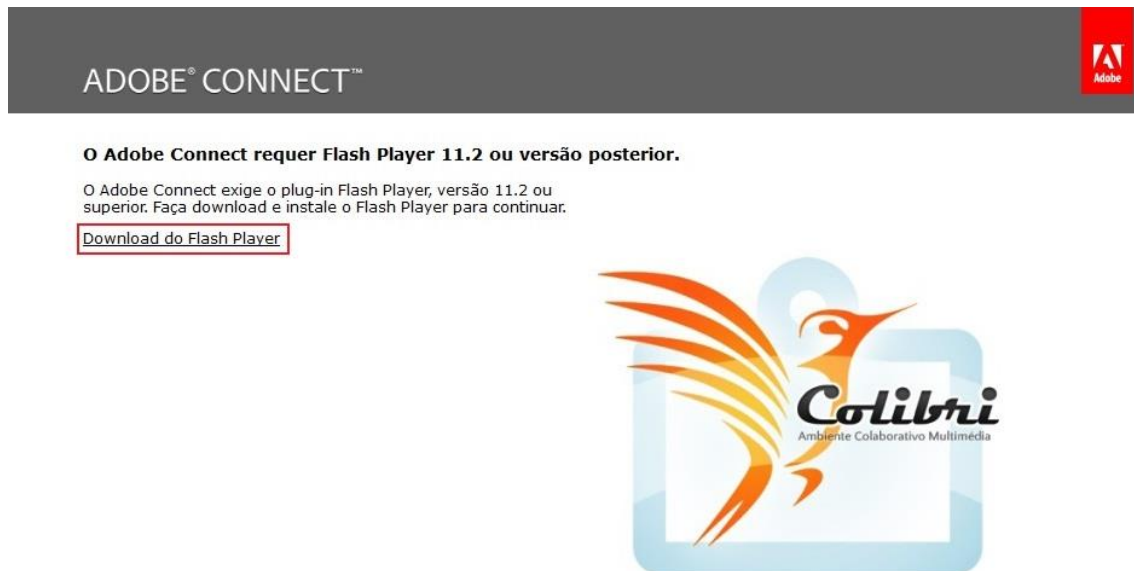 ADOBE® CONNECT™
Adobe
O Adobe Connect requer Flash Player 11.2 ou versão posterior.
O Adobe Connect exige o plug-in Flash Player, versão 11.2 ou
superior. Faça download e instale o Flash Player para continuar.
Download do Flash Player
Colibri
Ambiente Colaborativo Multimédia